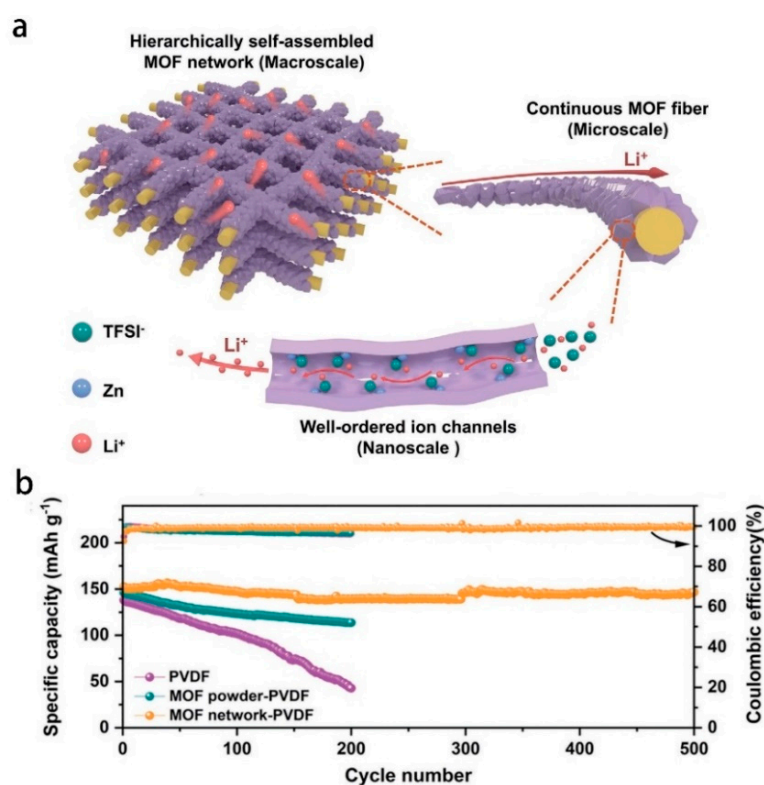 a
Hierarchically self-assembled
MOF network (Macroscale)
Continuous MOF fiber
(Microscale)
Li⁺
TFSI⁻
Li⁺
Zn
Well-ordered ion channels
(Nanoscale )
Li⁺
b
Specific capacity (mAh g⁻¹)
200
150
100
50
0
100
80
60
40
20
0
Coulombic efficiency(%)
PVDF
MOF powder-PVDF
MOF network-PVDF
0
100
200
300
400
500
Cycle number